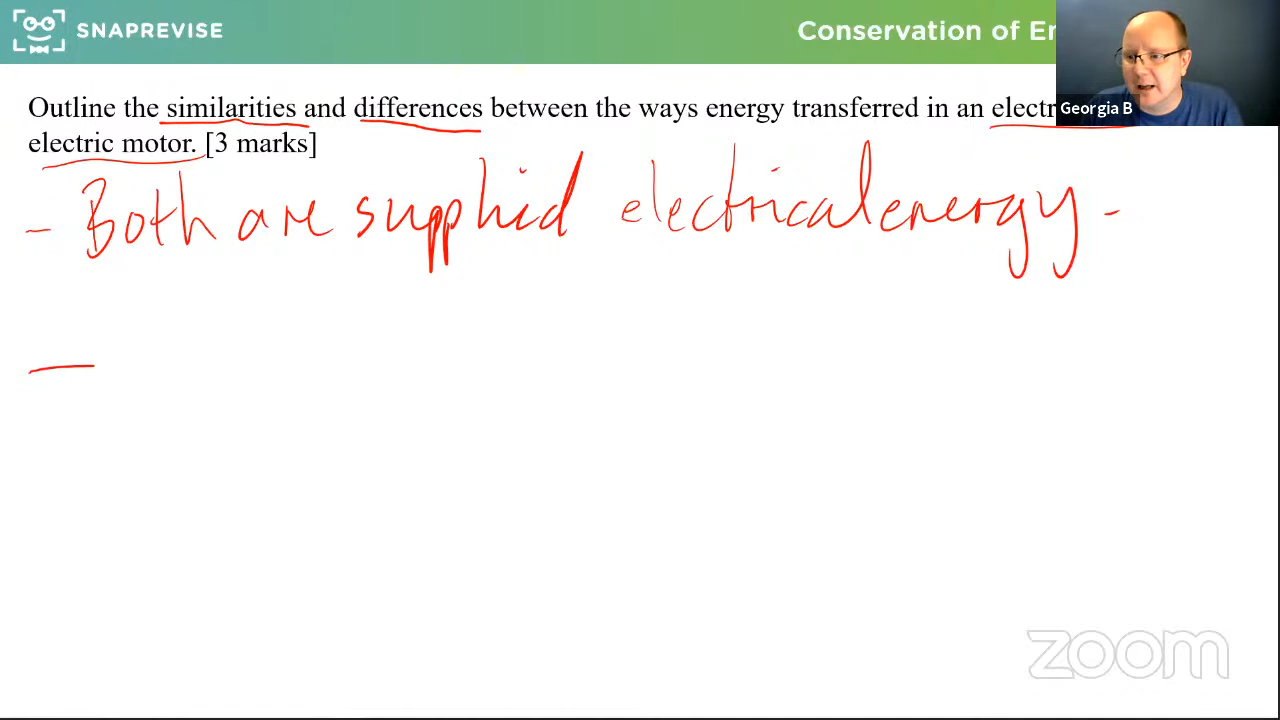 SNAPREVISE
Conservation of En
Georgia B
Outline the similarities and differences between the ways energy transferred in an electr
electric motor. [3 marks]
- Both are supplied electrical energy -
zoom